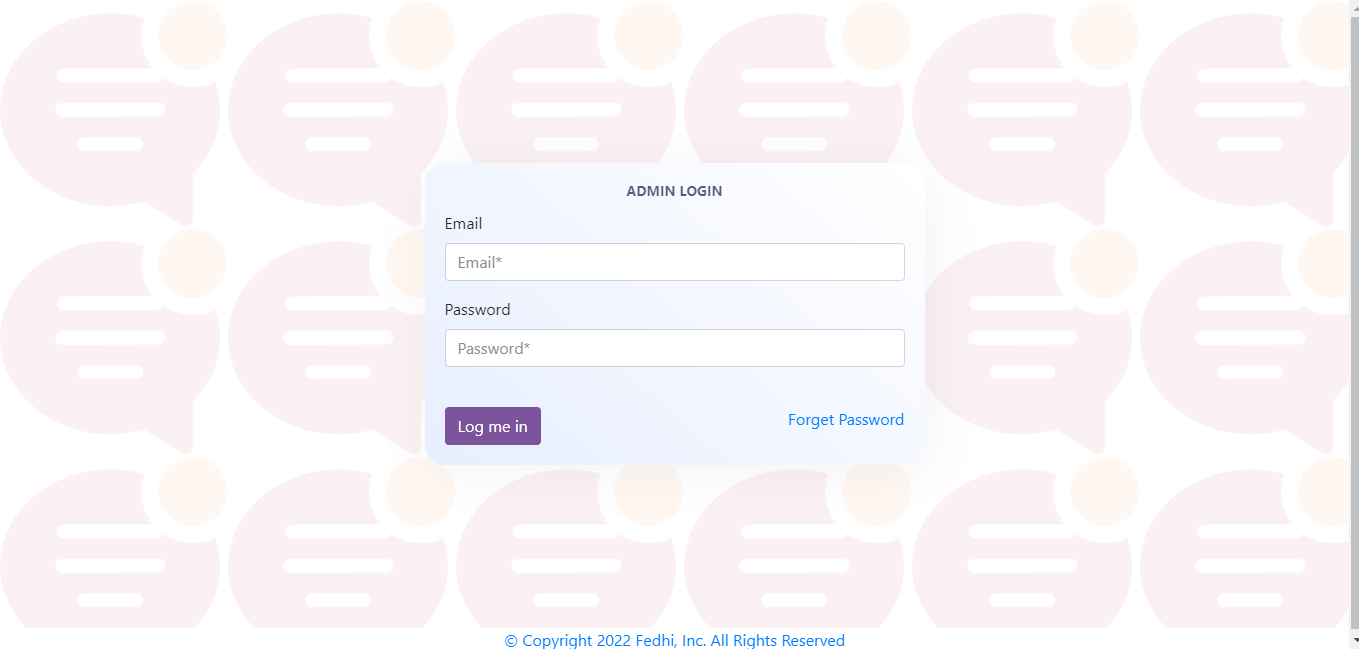 ADMIN LOGIN
Email
Email*
Password
Password*
Log me in
Forget Password
© Copyright 2022 Fedhi, Inc. All Rights Reserved